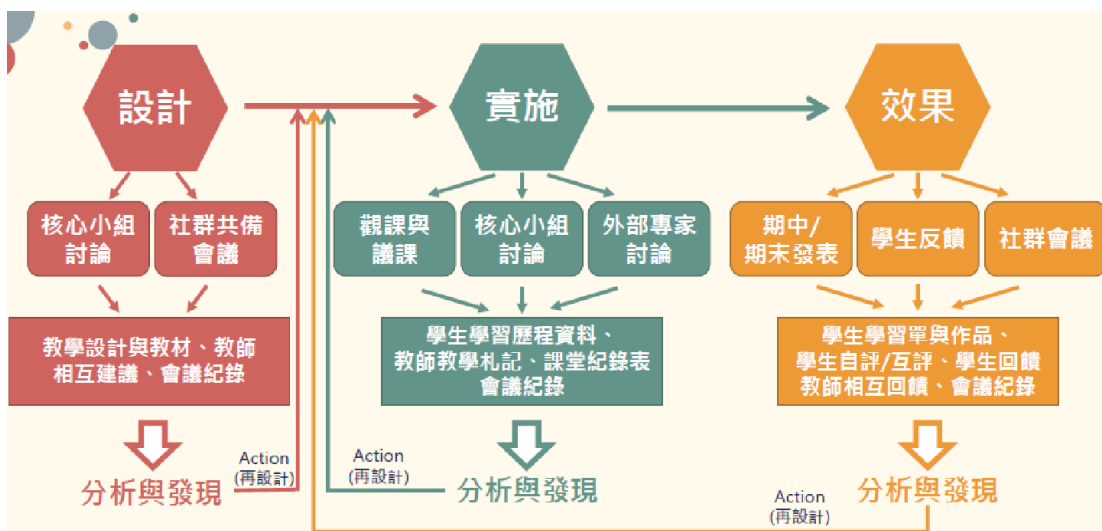 設計
實施
效果
核心小組
討論
社群共備
會議
觀課與
議課
核心小組
討論
外部專家
討論
期中/
期末發表
學生反饋
社群會議
教學設計與教材、教師
相互建議、會議紀錄
學生學習歷程資料、
教師教學札記、課堂紀錄表
會議紀錄
學生學習單與作品、
學生自評/互評、學生回饋
教師相互回饋、會議紀錄
分析與發現
Action
(再設計)
Action
(再設計)
分析與發現
Action
(再設計)
分析與發現